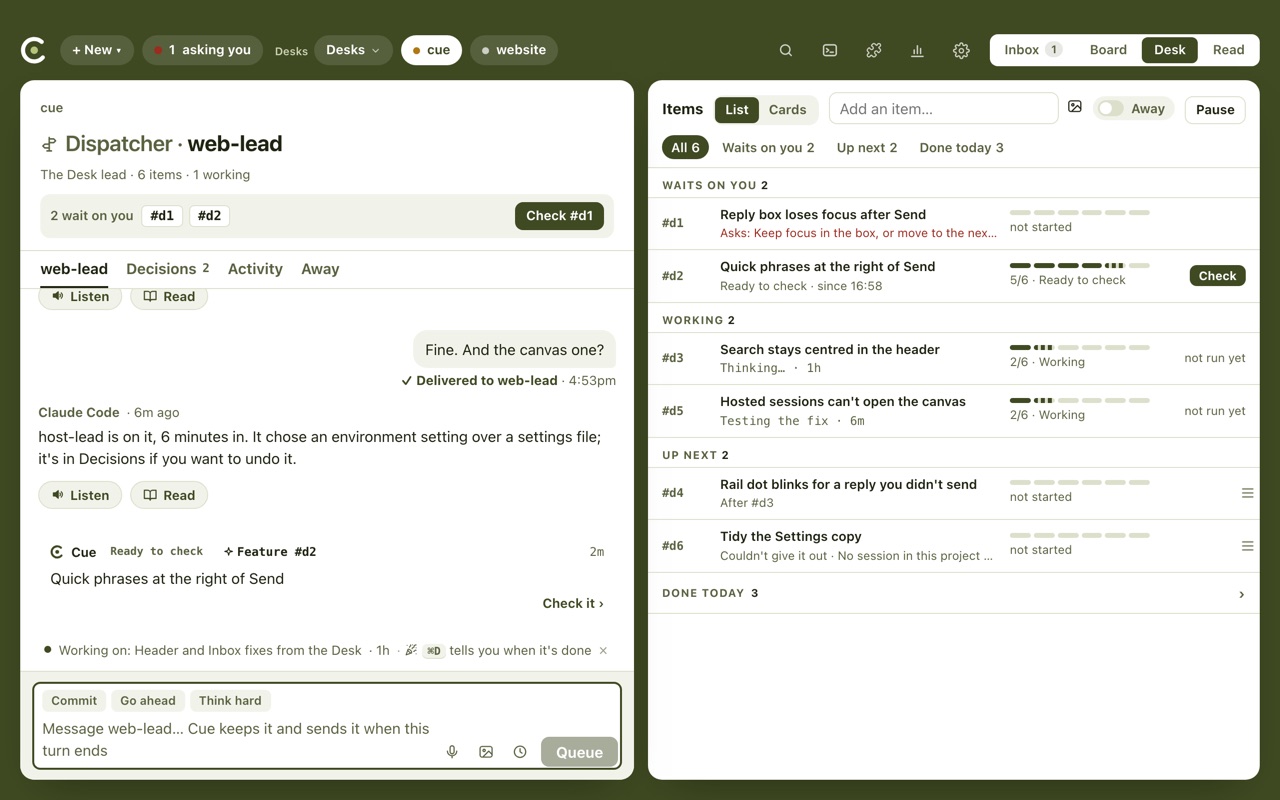 + New ▾
1 asking you
Desks
Desks
cue
website
Inbox 1
Board
Desk
Read
cue
Dispatcher · web-lead
The Desk lead · 6 items · 1 working
2 wait on you #d1 #d2 Check #d1
web-lead
Decisions 2
Activity
Away
Listen
Read
Fine. And the canvas one?
✓ Delivered to web-lead · 4:53pm
Claude Code · 6m ago
host-lead is on it, 6 minutes in. It chose an environment setting over a settings file;
it's in Decisions if you want to undo it.
Listen
Read
Cue Ready to check Feature #d2 2m
Quick phrases at the right of Send
Check it ›
Working on: Header and Inbox fixes from the Desk · 1h · ⌘D tells you when it's done ×
Commit
Go ahead
Think hard
Message web-lead... Cue keeps it and sends it when this
turn ends
Queue
Items
List
Cards
Add an item...
Away
Pause
All 6
Waits on you 2
Up next 2
Done today 3
WAITS ON YOU 2
#d1
Reply box loses focus after Send
Asks: Keep focus in the box, or move to the nex...
not started
#d2
Quick phrases at the right of Send
Ready to check · since 16:58
5/6 · Ready to check
Check
WORKING 2
#d3
Search stays centred in the header
Thinking… · 1h
2/6 · Working
not run yet
#d5
Hosted sessions can't open the canvas
Testing the fix · 6m
2/6 · Working
not run yet
UP NEXT 2
#d4
Rail dot blinks for a reply you didn't send
After #d3
not started
#d6
Tidy the Settings copy
Couldn't give it out · No session in this project ...
not started
DONE TODAY 3 ›